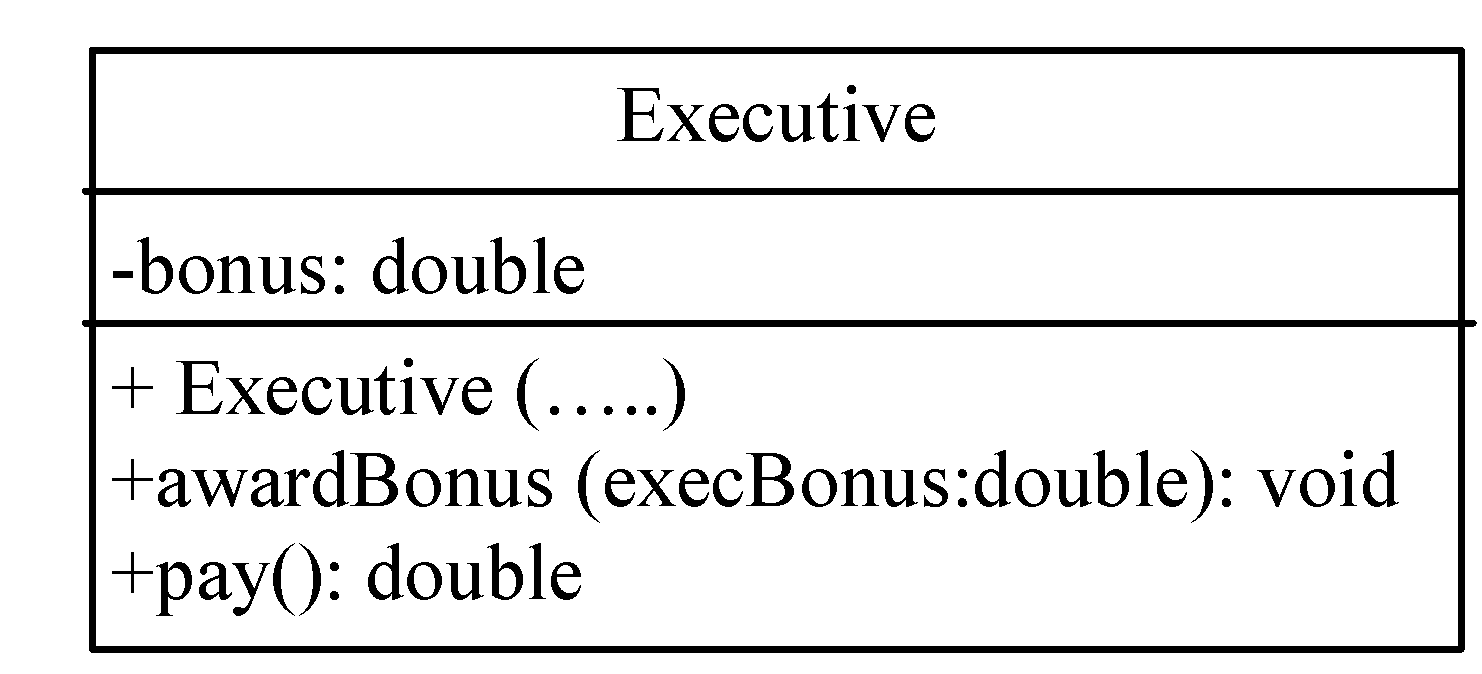 Executive
-bonus: double
+ Executive (…..)
+awardBonus (execBonus:double): void
+pay(): double